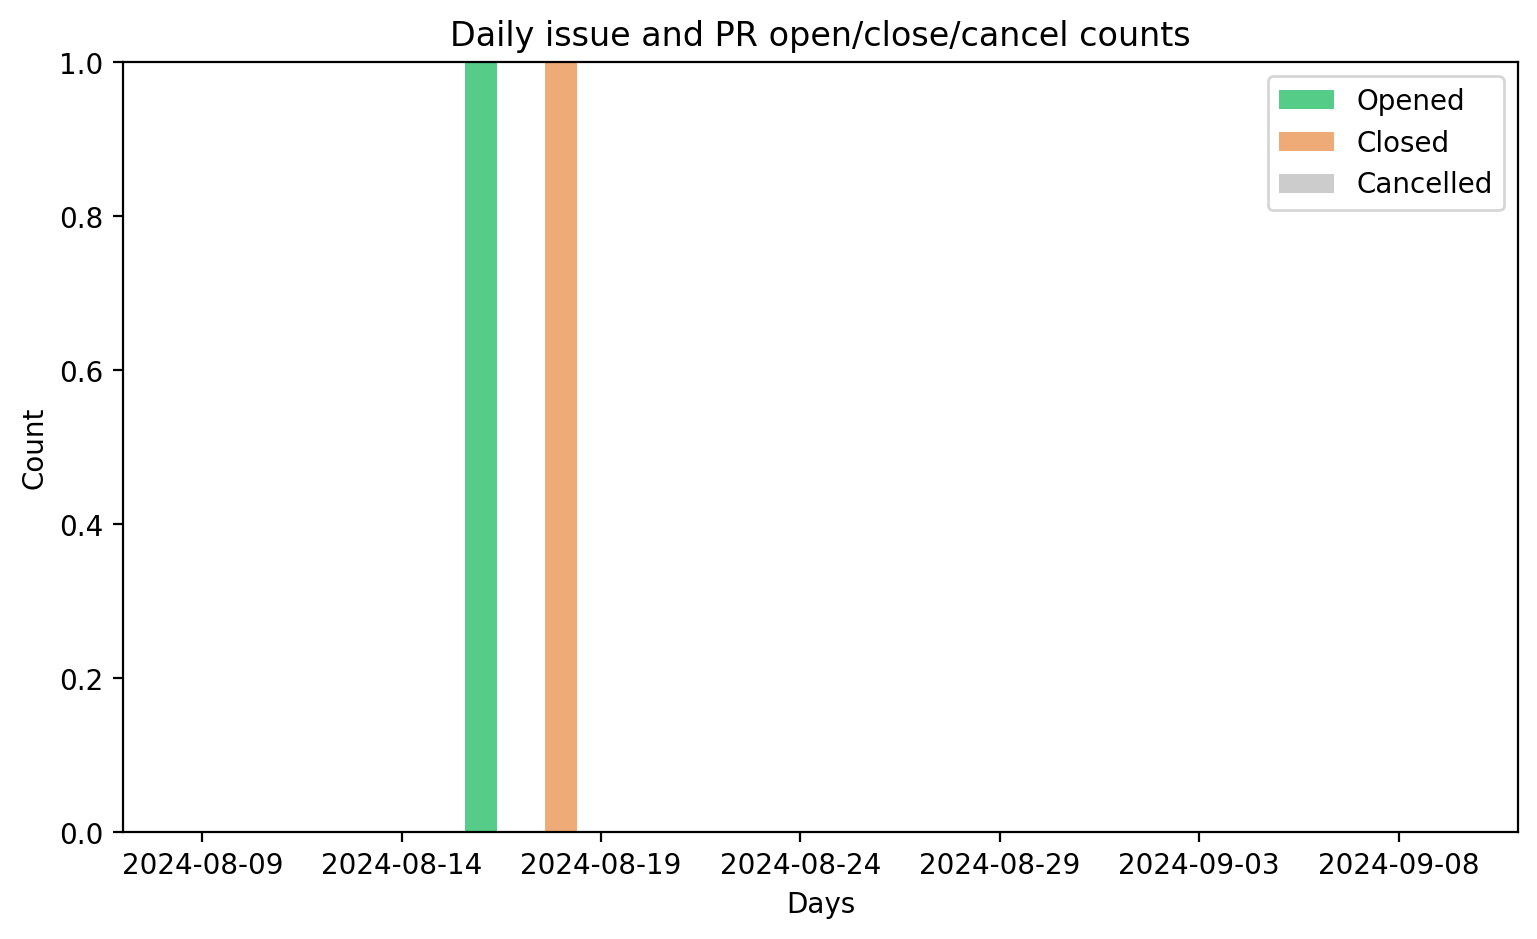 Daily issue and PR open/close/cancel counts
1.0
0.8
0.6
0.4
0.2
0.0
Count
Opened
Closed
Cancelled
2024-08-09 2024-08-14 2024-08-19 2024-08-24 2024-08-29 2024-09-03 2024-09-08
Days